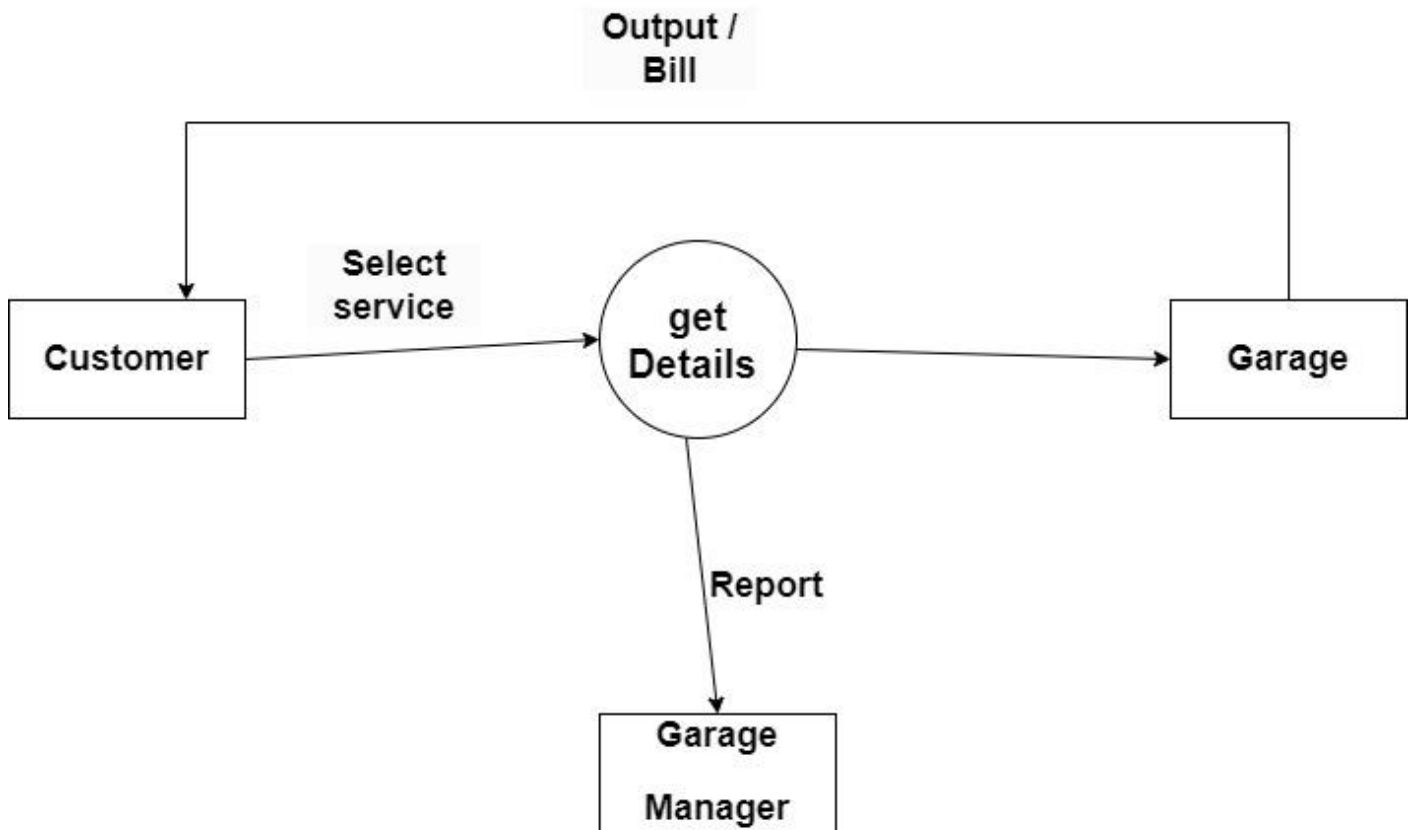 Output /
Bill
Select
service
get
Details
Customer
Garage
Report
Garage
Manager